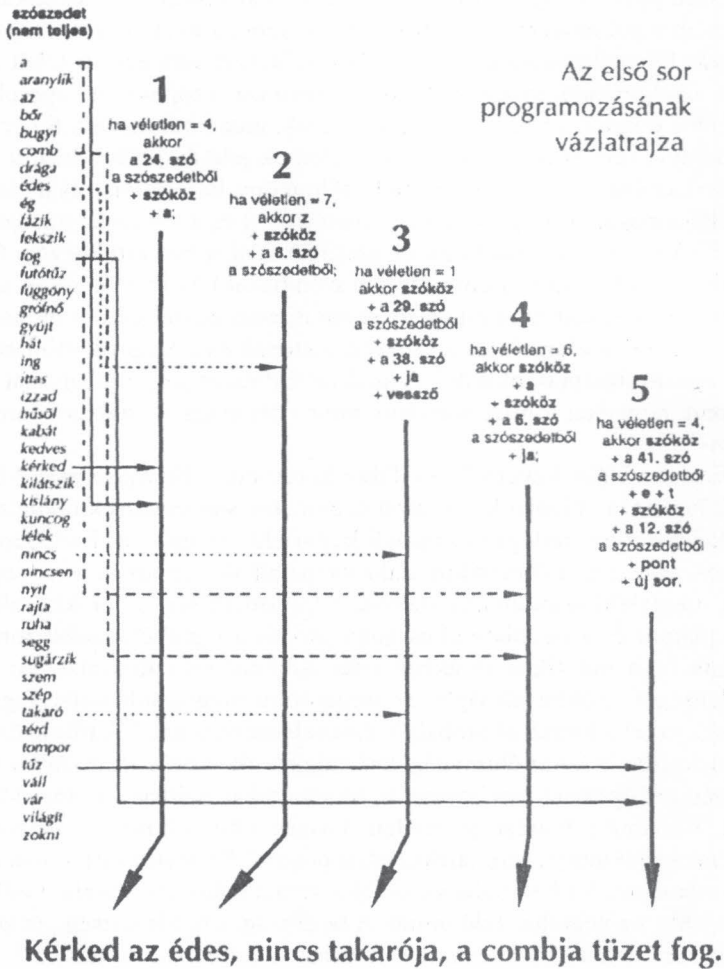 szószedet
(nem teljes)
a
aranylik
az
bőr
bugyi
comb
drága
édes
ég
fázik
fekszik
fog
futótűz
függöny
grófnő
gyújt
hát
ing
ittas
izzad
hűsöl
kabát
kedves
kérked
kilátszik
kislány
kuncog
lélek
nincs
nincsen
nyit
rajta
ruha
segg
sugárzik
szem
szép
takaró
térd
tompor
tűz
váll
vár
világít
zokni
1
ha véletlen = 4,
akkor
a 24. szó
a szószedetből
+ szóköz
+ a;
2
ha véletlen = 7,
akkor z
+ szóköz
+ a 8. szó
a szószedetből;
3
ha véletlen = 1
akkor szóköz
+ a 29. szó
a szószedetből
+ szóköz
+ a 38. szó
+ ja
+ vessző
4
ha véletlen = 6,
akkor szóköz
+ a
+ szóköz
+ a 6. szó
a szószedetből
+ ja;
5
ha véletlen = 4,
akkor szóköz
+ a 41. szó
a szószedetből
+ e + t
+ szóköz
+ a 12. szó
a szószedetből
+ pont
+ új sor.
Az első sor
programozásának
vázlatrajza
Kérked az édes, nincs takarója, a combja tüzet fog.